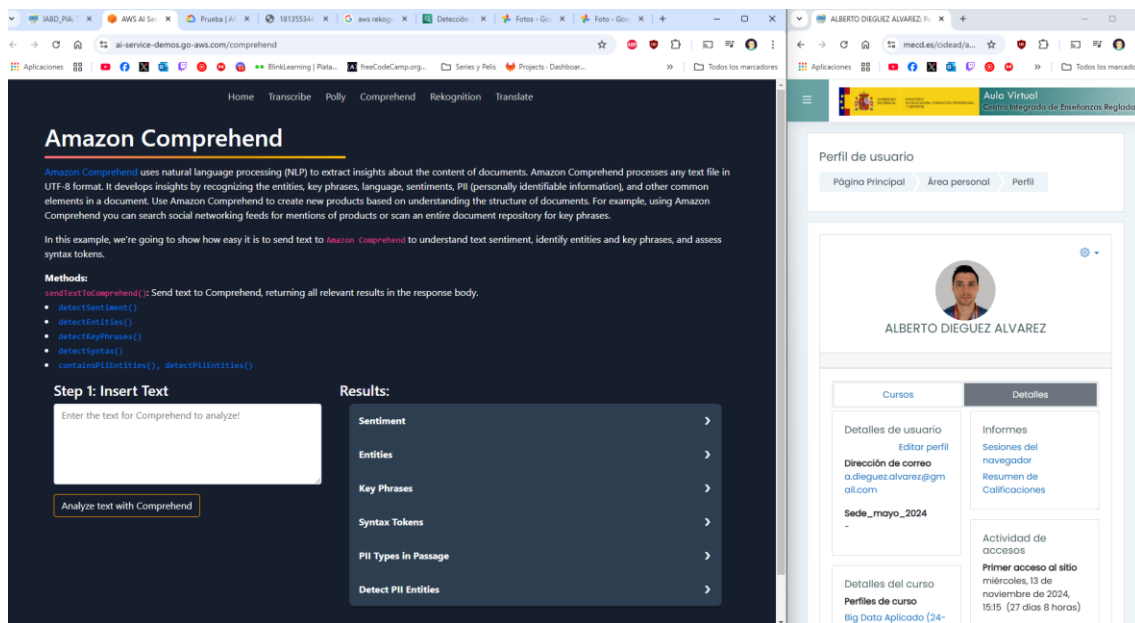 IABD_PIA:
AWS AI Ser
Prueba | A
18135534
aws rekog
Detección
Fotos - Go
Foto - Goo
ai-service-demos.go-aws.com/comprehend
Aplicaciones
BlinkLearning | Plata...
freeCodeCamp.org...
Series y Pelis
Projects - Dashboar...
»
Todos los marcadores
Home Transcribe Polly Comprehend Rekognition Translate
Amazon Comprehend
Amazon Comprehend uses natural language processing (NLP) to extract insights about the content of documents. Amazon Comprehend processes any text file in
UTF-8 format. It develops insights by recognizing the entities, key phrases, language, sentiments, PII (personally identifiable information), and other common
elements in a document. Use Amazon Comprehend to create new products based on understanding the structure of documents. For example, using Amazon
Comprehend you can search social networking feeds for mentions of products or scan an entire document repository for key phrases.
In this example, we're going to show how easy it is to send text to Amazon Comprehend to understand text sentiment, identify entities and key phrases, and assess
syntax tokens.
Methods:
sendTextToComprehend(): Send text to Comprehend, returning all relevant results in the response body.
• detectSentiment()
• detectEntities()
• detectKeyPhrases()
• detectSyntax()
• containsPiiEntities(), detectPiiEntities()
Step 1: Insert Text
Enter the text for Comprehend to analyze!
Analyze text with Comprehend
Results:
Sentiment
Entities
Key Phrases
Syntax Tokens
PII Types in Passage
Detect PII Entities
ALBERTO DIEGUEZ ALVAREZ: P
mecd.es/cidead/a...
Aplicaciones
»
Todos los marcado
Aula Virtual
Centro Integrado de Enseñanzas Reglada
Perfil de usuario
Página Principal
Área personal
Perfil
ALBERTO DIEGUEZ ALVAREZ
Cursos
Detalles
Detalles de usuario
Editar perfil
Dirección de correo
a.dieguez.alvarez@gm
ail.com
Sede_mayo_2024
-
Detalles del curso
Perfiles de curso
Big Data Aplicado (24-
Informes
Sesiones del
navegador
Resumen de
Calificaciones
Actividad de
accesos
Primer acceso al sitio
miércoles, 13 de
noviembre de 2024,
15:15 (27 días 8 horas)